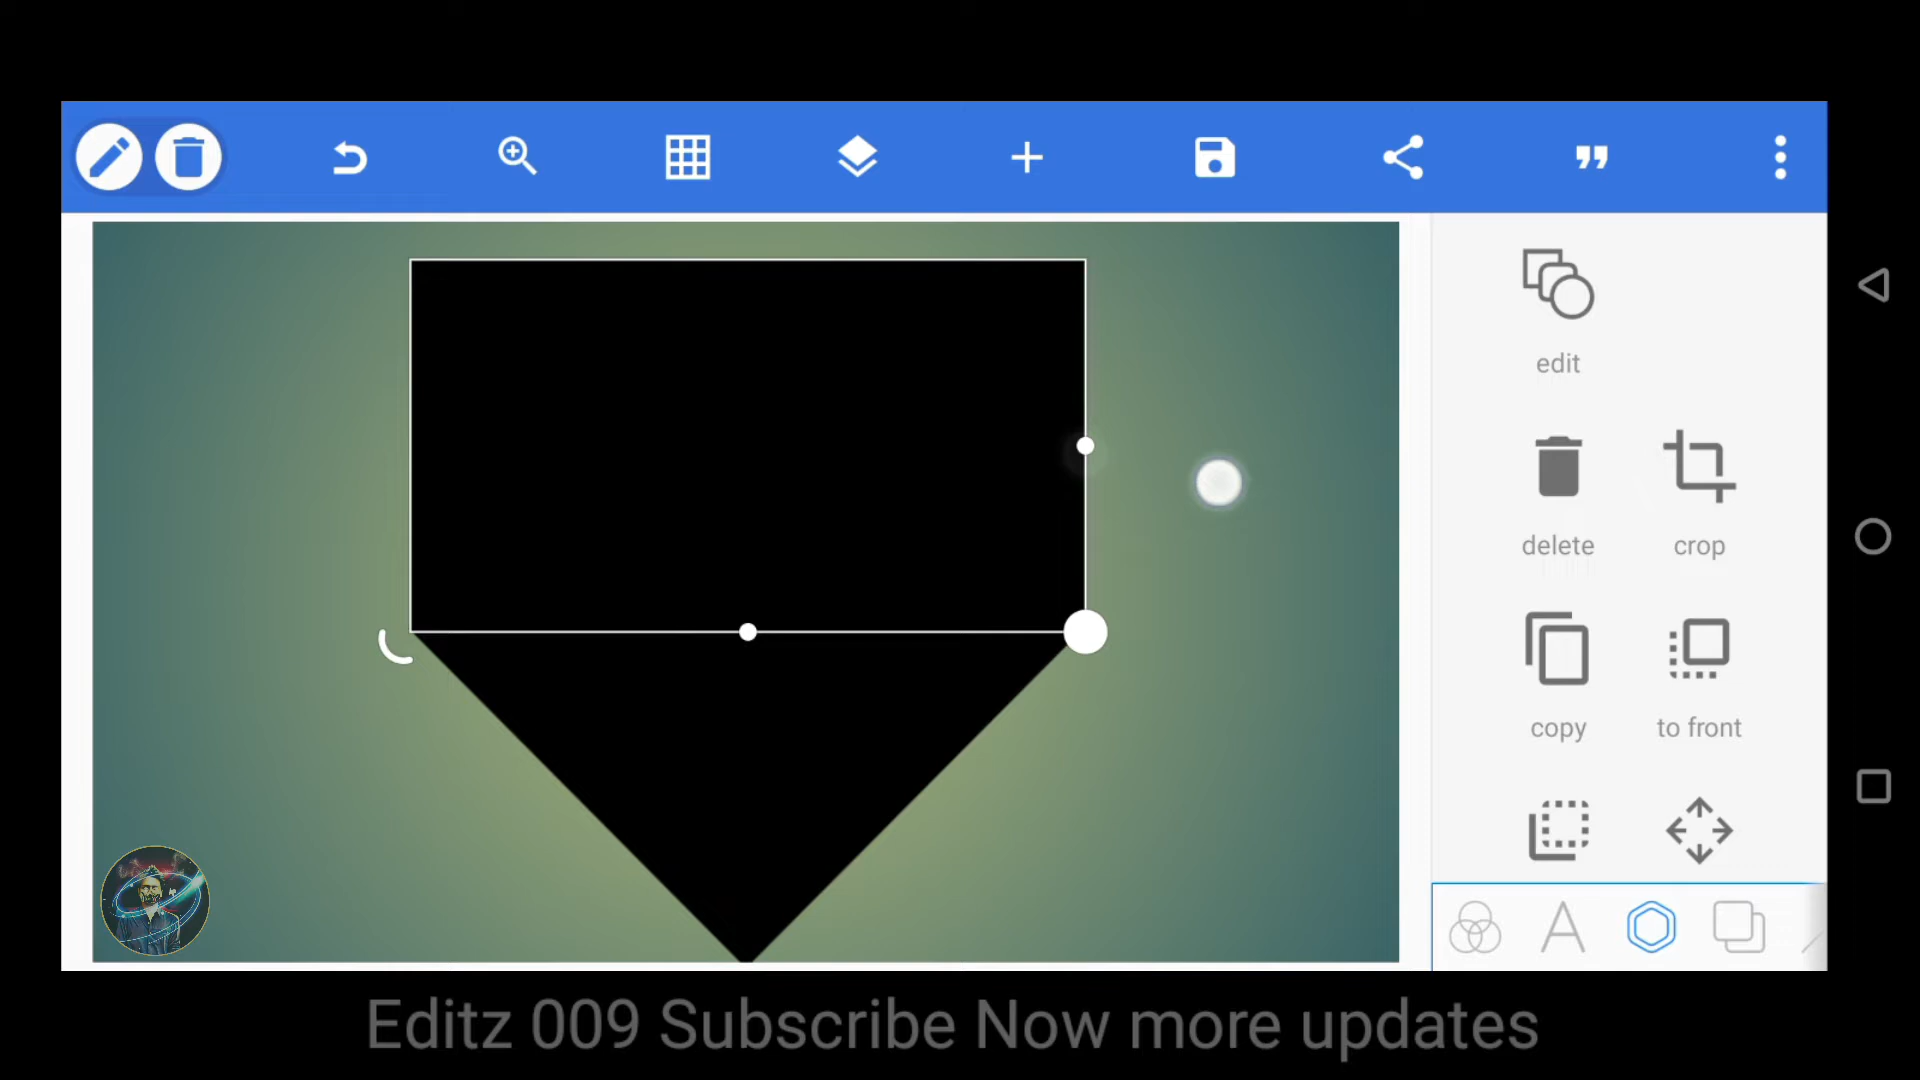 edit
delete
crop
copy
to front
Editz 009 Subscribe Now more updates